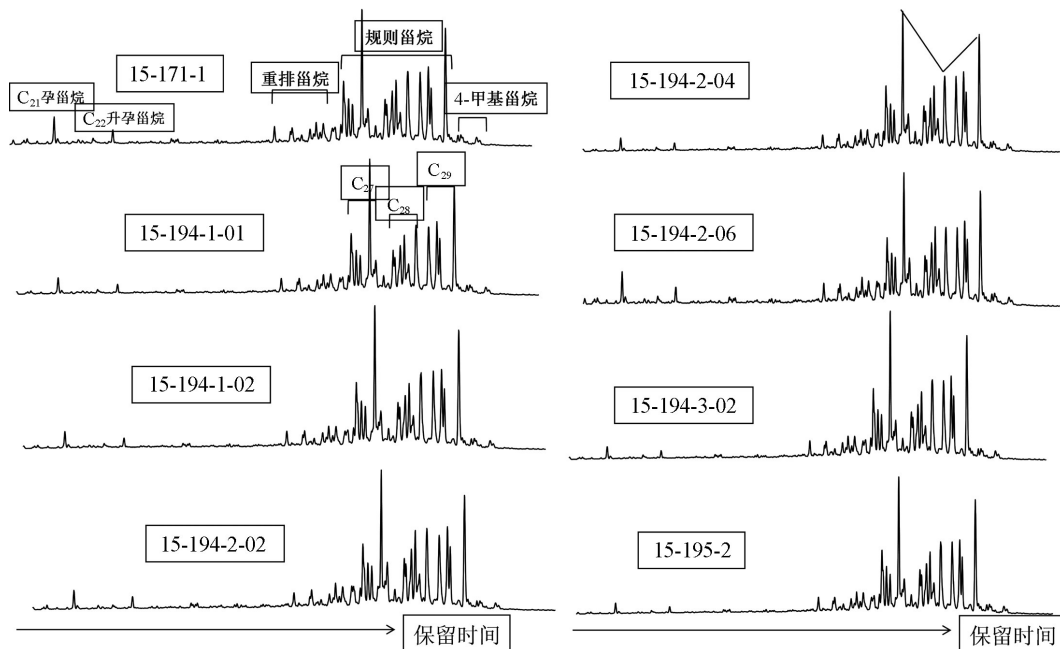 规则甾烷
15-171-1
重排甾烷
C₂₁孕甾烷
C₂₂升孕甾烷
4-甲基甾烷
15-194-2-04
C₂₇
C₂₈
C₂₉
15-194-1-01
15-194-2-06
15-194-1-02
15-194-3-02
15-194-2-02
15-195-2
保留时间
保留时间